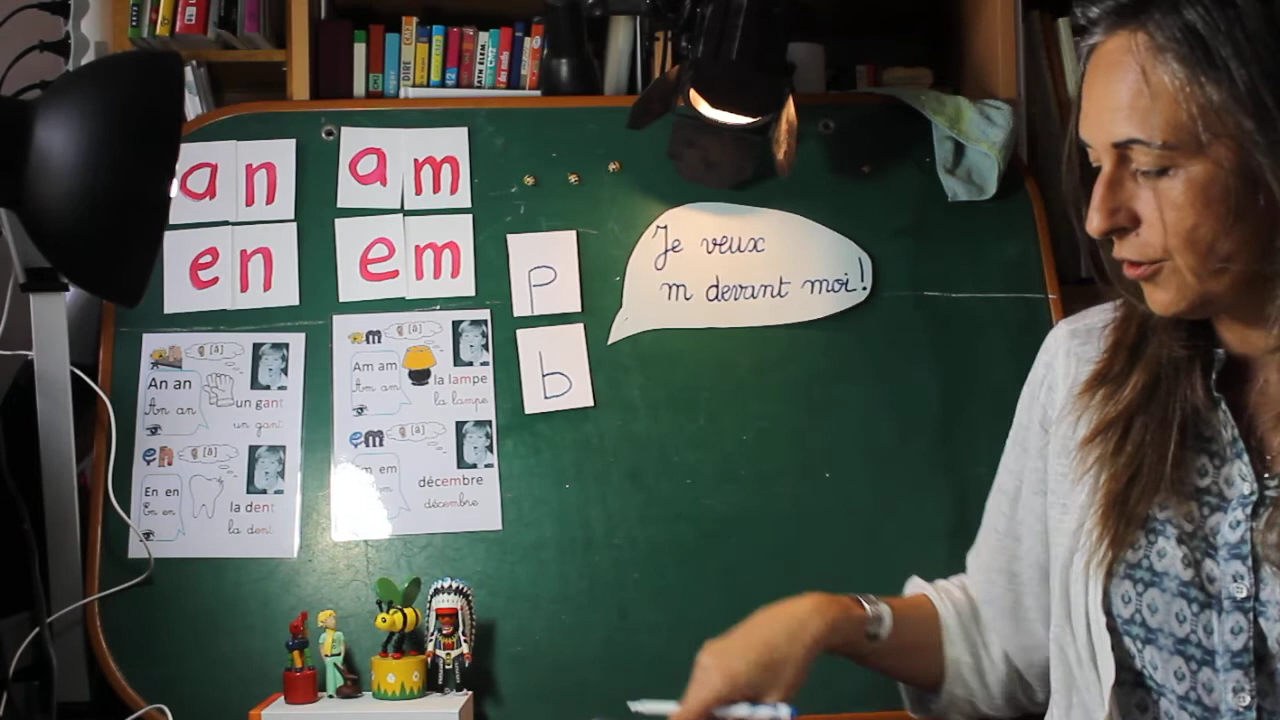 an
am
en
em
p
b
Je veux
m devant moi!
[ã]
An an
An an
un gant
un gant
[ã]
En en
En en
la dent
la dent
[ã]
Am am
Am am
la lampe
la lampe
em
[ã]
em
décembre
décembre
DIRE